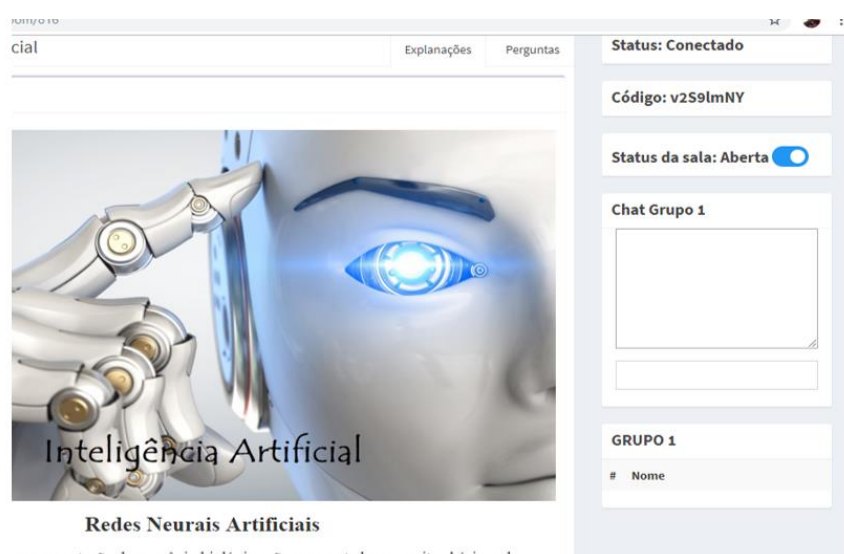 cial
Explanações Perguntas
Inteligência Artificial
Redes Neurais Artificiais
Status: Conectado
Código: v2S9lmNY
Status da sala: Aberta
Chat Grupo 1
GRUPO 1
# Nome